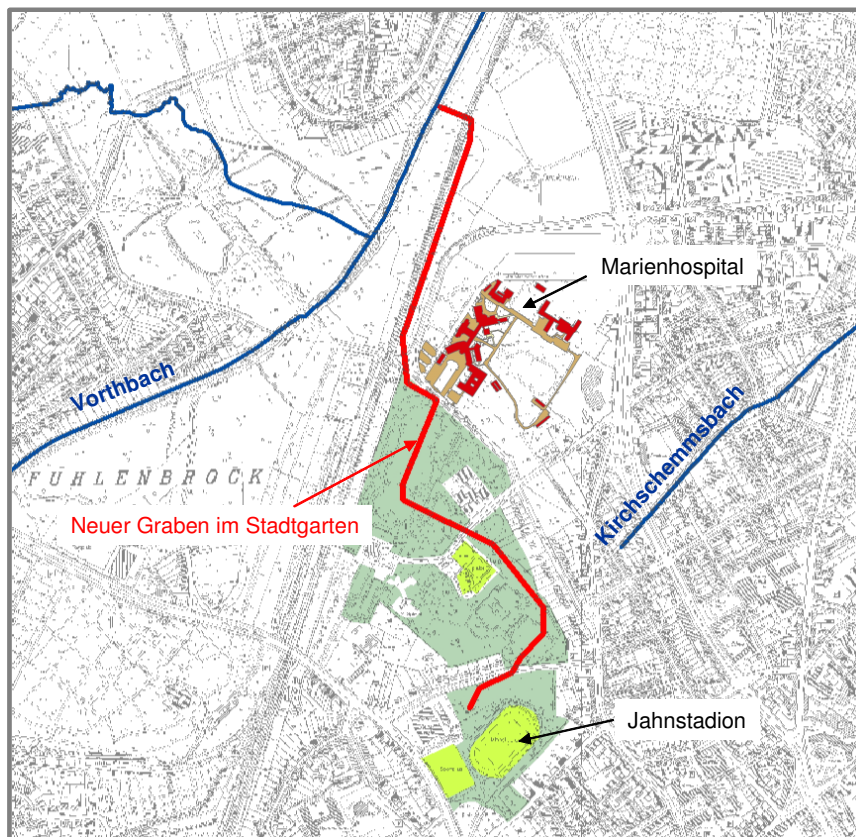 Marienhospital
Vorthbach
Kirchschemmsbach
FUHLENBROCK
Neuer Graben im Stadtgarten
Jahnstadion